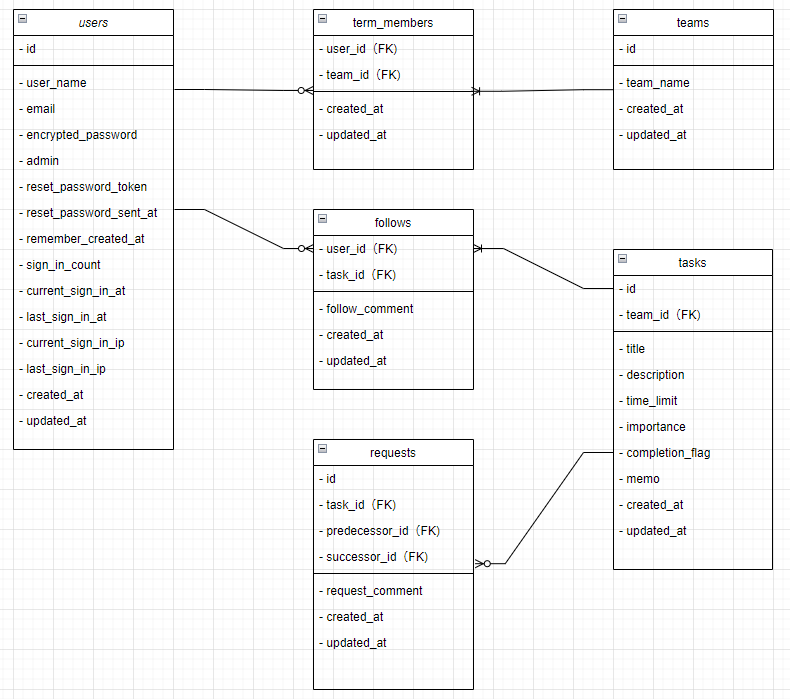 users
- id
- user_name
- email
- encrypted_password
- admin
- reset_password_token
- reset_password_sent_at
- remember_created_at
- sign_in_count
- current_sign_in_at
- last_sign_in_at
- current_sign_in_ip
- last_sign_in_ip
- created_at
- updated_at
term_members
- user_id（FK）
- team_id（FK）
- created_at
- updated_at
teams
- id
- team_name
- created_at
- updated_at
follows
- user_id（FK）
- task_id（FK）
- follow_comment
- created_at
- updated_at
tasks
- id
- team_id（FK）
- title
- description
- time_limit
- importance
- completion_flag
- memo
- created_at
- updated_at
requests
- id
- task_id（FK）
- predecessor_id（FK）
- successor_id（FK）
- request_comment
- created_at
- updated_at